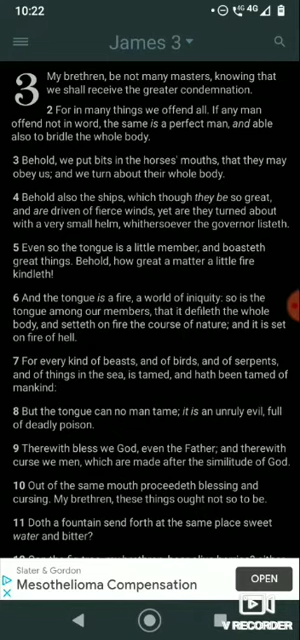 10:22
4G 4G
James 3
3 My brethren, be not many masters, knowing that
we shall receive the greater condemnation.
2 For in many things we offend all. If any man
offend not in word, the same is a perfect man, and able
also to bridle the whole body.
3 Behold, we put bits in the horses' mouths, that they may
obey us; and we turn about their whole body.
4 Behold also the ships, which though they be so great,
and are driven of fierce winds, yet are they turned about
with a very small helm, whithersoever the governor listeth.
5 Even so the tongue is a little member, and boasteth
great things. Behold, how great a matter a little fire
kindleth!
6 And the tongue is a fire, a world of iniquity: so is the
tongue among our members, that it defileth the whole
body, and setteth on fire the course of nature; and it is set
on fire of hell.
7 For every kind of beasts, and of birds, and of serpents,
and of things in the sea, is tamed, and hath been tamed of
mankind:
8 But the tongue can no man tame; it is an unruly evil, full
of deadly poison.
9 Therewith bless we God, even the Father; and therewith
curse we men, which are made after the similitude of God.
10 Out of the same mouth proceedeth blessing and
cursing. My brethren, these things ought not so to be.
11 Doth a fountain send forth at the same place sweet
water and bitter?
Slater & Gordon
Mesothelioma Compensation
OPEN
V RECORDER